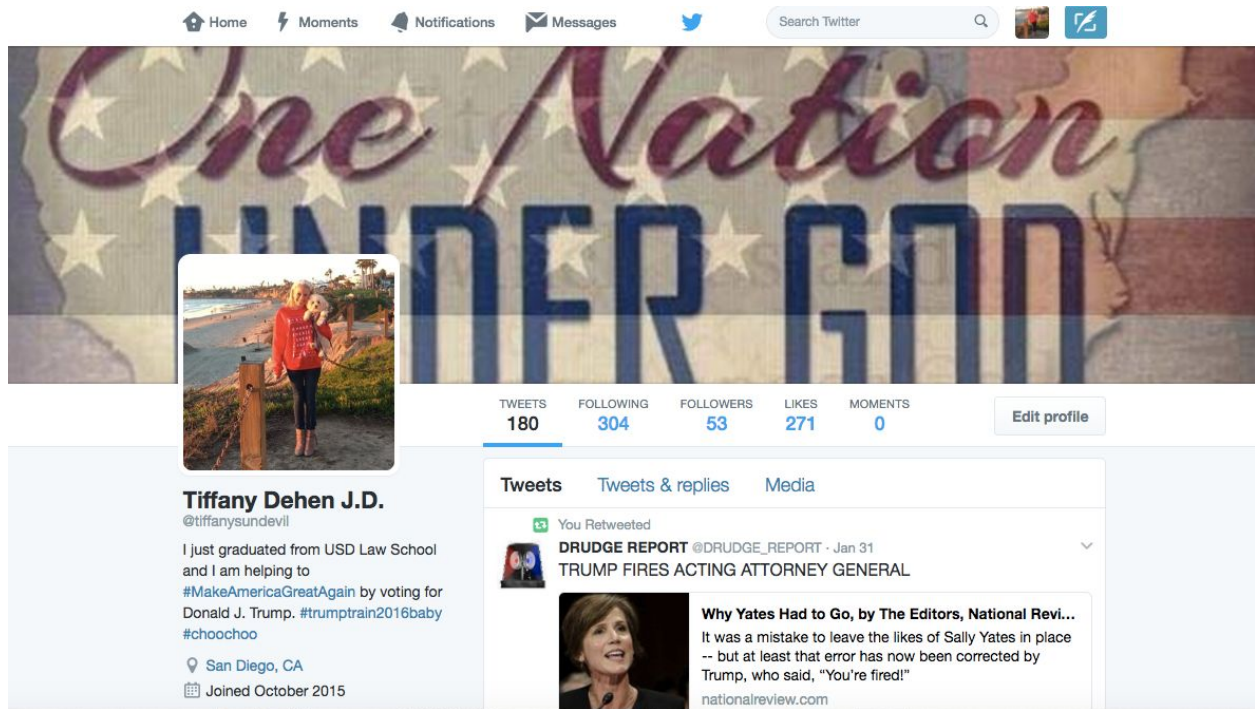 Home Moments Notifications Messages Search Twitter
One Nation
UNDER GOD
TWEETS FOLLOWING FOLLOWERS LIKES MOMENTS
180 304 53 271 0
Edit profile
Tiffany Dehen J.D.
@tiffanysundevil
I just graduated from USD Law School
and I am helping to
#MakeAmericaGreatAgain by voting for
Donald J. Trump. #trumptrain2016baby
#choochoo
San Diego, CA
Joined October 2015
Tweets Tweets & replies Media
You Retweeted
DRUDGE REPORT @DRUDGE_REPORT · Jan 31
TRUMP FIRES ACTING ATTORNEY GENERAL
Why Yates Had to Go, by The Editors, National Revi...
It was a mistake to leave the likes of Sally Yates in place
-- but at least that error has now been corrected by
Trump, who said, “You're fired!”
nationalreview.com